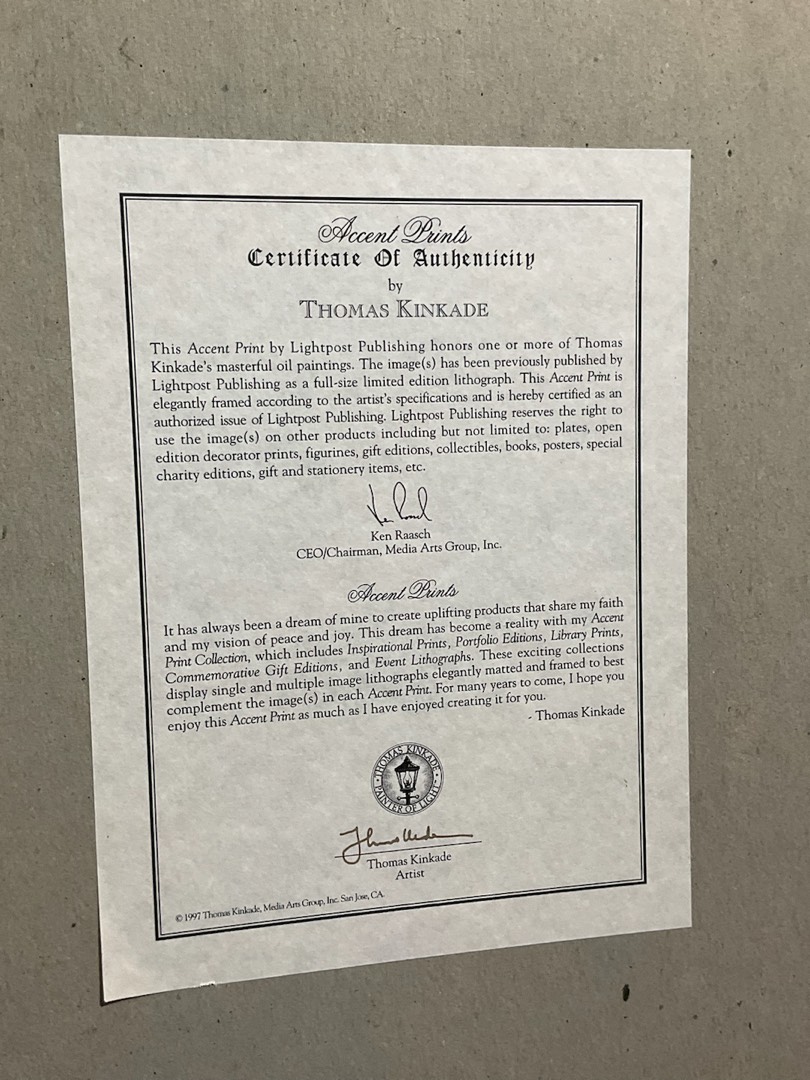 Accent Prints
Certificate Of Authenticity
by
THOMAS KINKADE
This Accent Print by Lightpost Publishing honors one or more of Thomas
Kinkade's masterful oil paintings. The image(s) has been previously published by
Lightpost Publishing as a full-size limited edition lithograph. This Accent Print is
elegantly framed according to the artist's specifications and is hereby certified as an
authorized issue of Lightpost Publishing. Lightpost Publishing reserves the right to
use the image(s) on other products including but not limited to: plates, open
edition decorator prints, figurines, gift editions, collectibles, books, posters, special
charity editions, gift and stationery items, etc.
Ken Raasch
CEO/Chairman, Media Arts Group, Inc.
Accent Prints
It has always been a dream of mine to create uplifting products that share my faith
and my vision of peace and joy. This dream has become a reality with my Accent
Print Collection, which includes Inspirational Prints, Portfolio Editions, Library Prints,
Commemorative Gift Editions, and Event Lithographs. These exciting collections
display single and multiple image lithographs elegantly matted and framed to best
complement the image(s) in each Accent Print. For many years to come, I hope you
enjoy this Accent Print as much as I have enjoyed creating it for you.
- Thomas Kinkade
THOMAS KINKADE
PAINTER OF LIGHT
Thomas Kinkade
Artist
© 1997 Thomas Kinkade, Media Arts Group, Inc. San Jose, CA